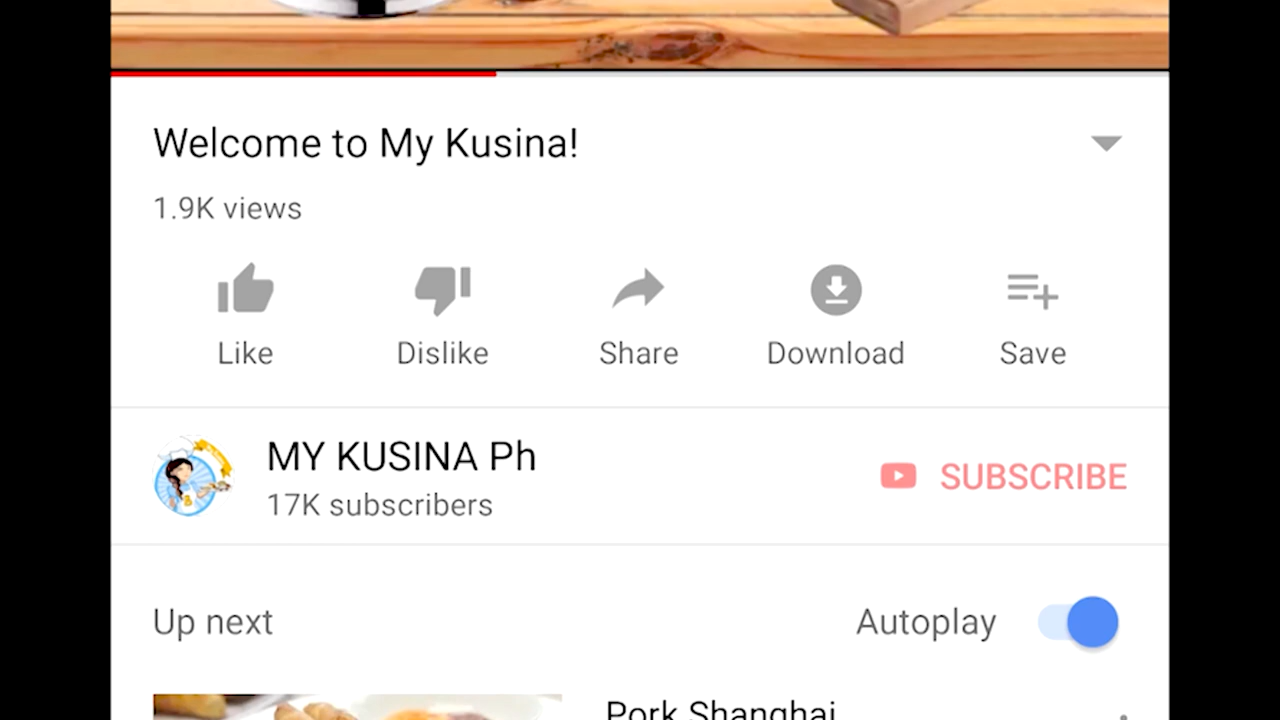 Welcome to My Kusina!
1.9K views
Like Dislike Share Download Save
MY KUSINA Ph
17K subscribers
SUBSCRIBE
Up next
Autoplay
Pork Shanghai